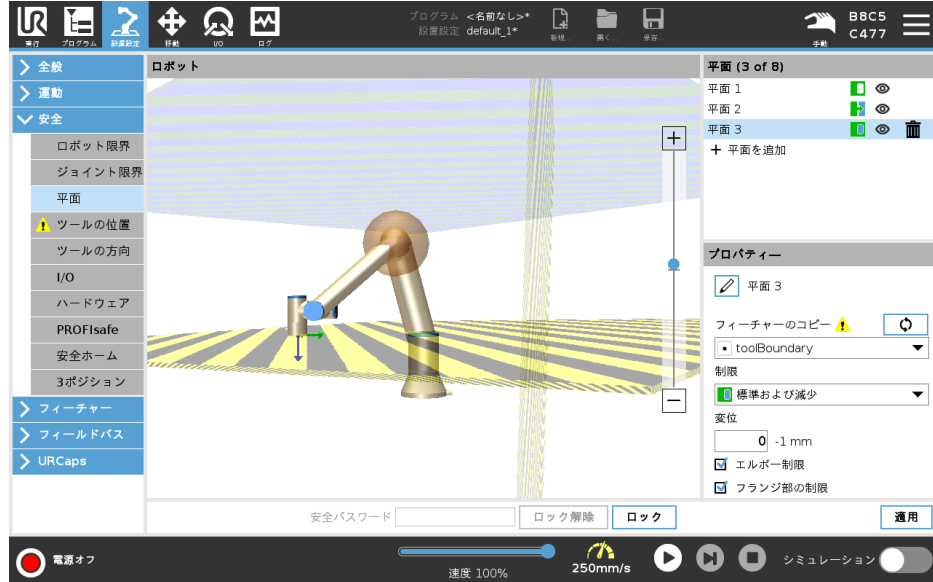 プログラム <名前なし>*
設置設定 default_1*
実行
プログラム
設置設定
移動
I/O
ログ
新規...
開く...
保存...
手動
B8C5
C477
全般
運動
安全
ロボット限界
ジョイント限界
平面
ツールの位置
ツールの方向
I/O
ハードウェア
PROFIsafe
安全ホーム
3ポジション
フィーチャー
フィールドバス
URCaps
ロボット
平面 (3 of 8)
平面 1
平面 2
平面 3
平面を追加
プロパティー
平面 3
フィーチャーのコピー
toolBoundary
制限
標準および減少
変位
0 -1 mm
エルボー制限
フランジ部の制限
安全パスワード
ロック解除
ロック
適用
電源オフ
速度 100%
250mm/s
シミュレーション